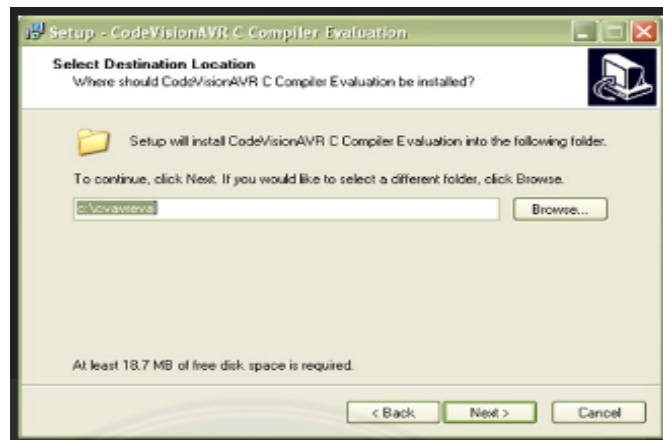 Setup - CodeVisionAVR C Compiler Evaluation
Select Destination Location
Where should CodeVisionAVR C Compiler Evaluation be installed?
Setup will install CodeVisionAVR C Compiler Evaluation into the following folder.
To continue, click Next. If you would like to select a different folder, click Browse.
c:\cvavreval
Browse...
At least 18.7 MB of free disk space is required.
< Back
Next >
Cancel